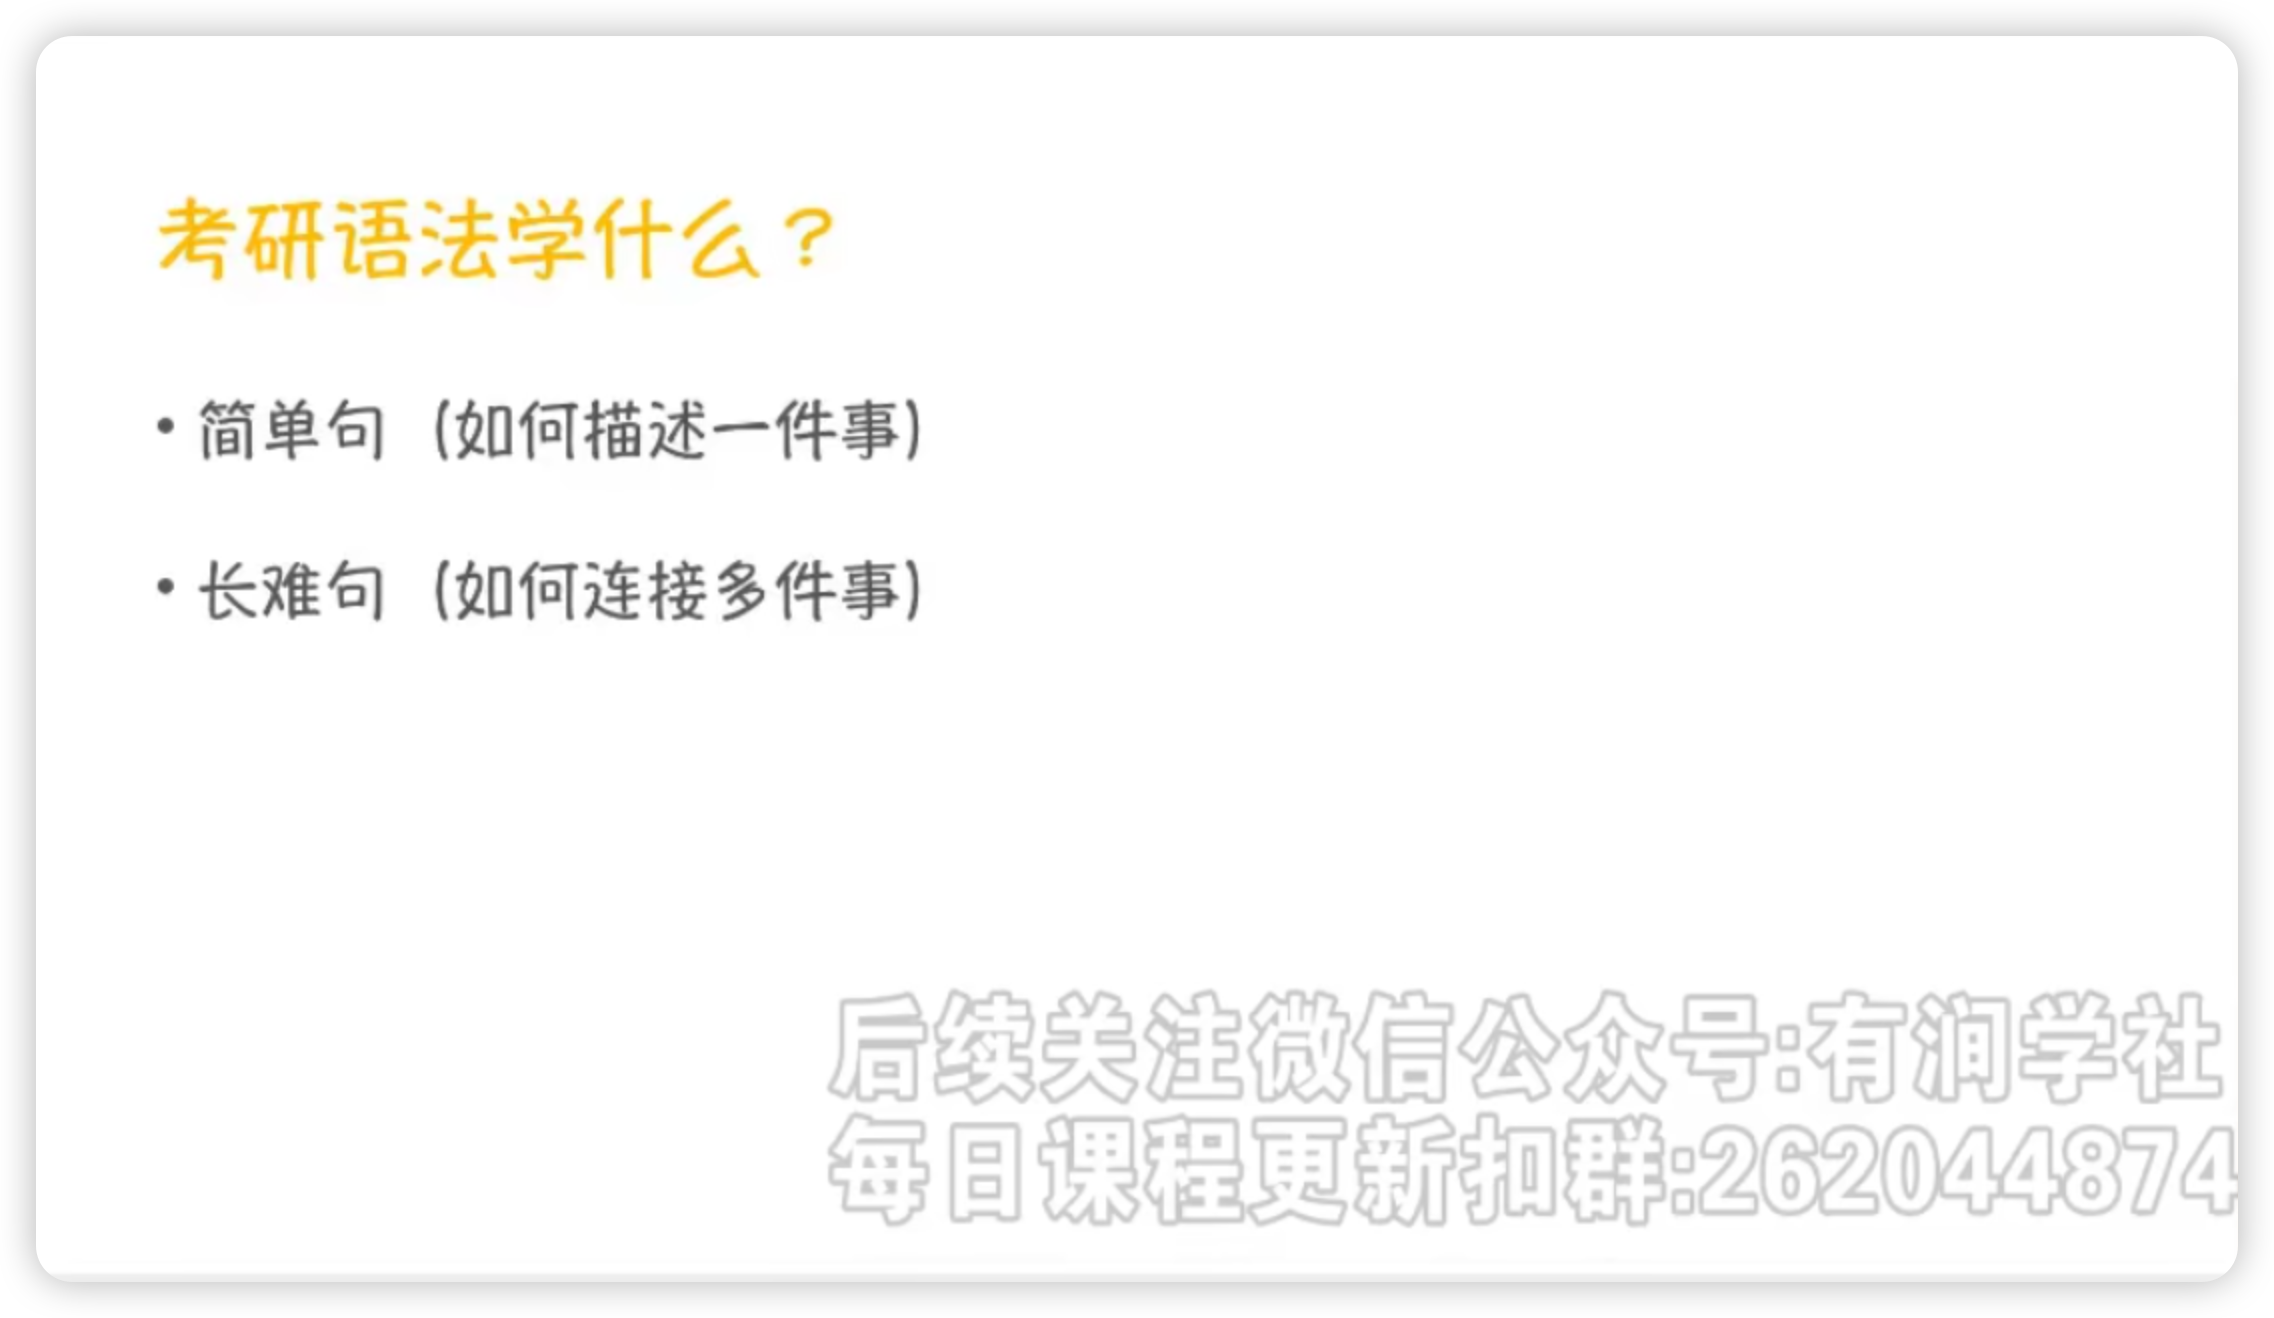 考研语法学什么？
• 简单句（如何描述一件事）
• 长难句（如何连接多件事）
后续关注微信公众号:有润学社
每日课程更新扣群:262044874